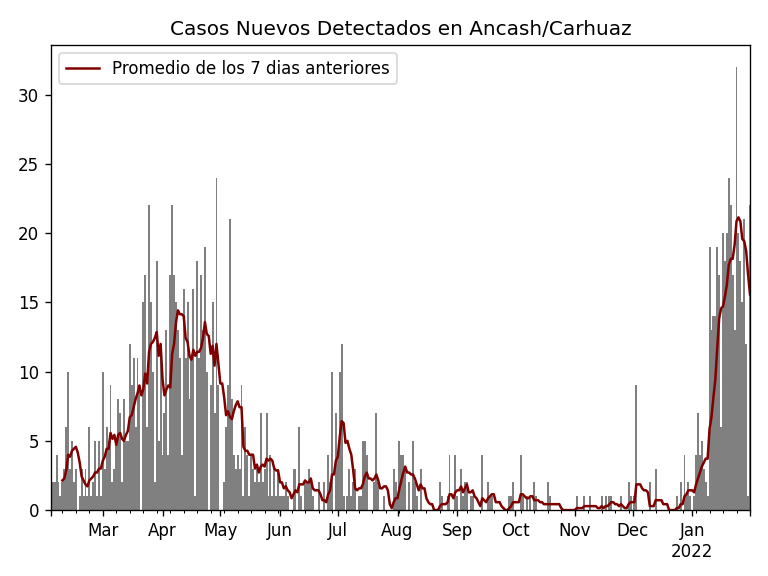 Casos Nuevos Detectados en Ancash/Carhuaz
Promedio de los 7 dias anteriores
30
25
20
15
10
5
0
Mar Apr May Jun Jul Aug Sep Oct Nov Dec Jan
2022